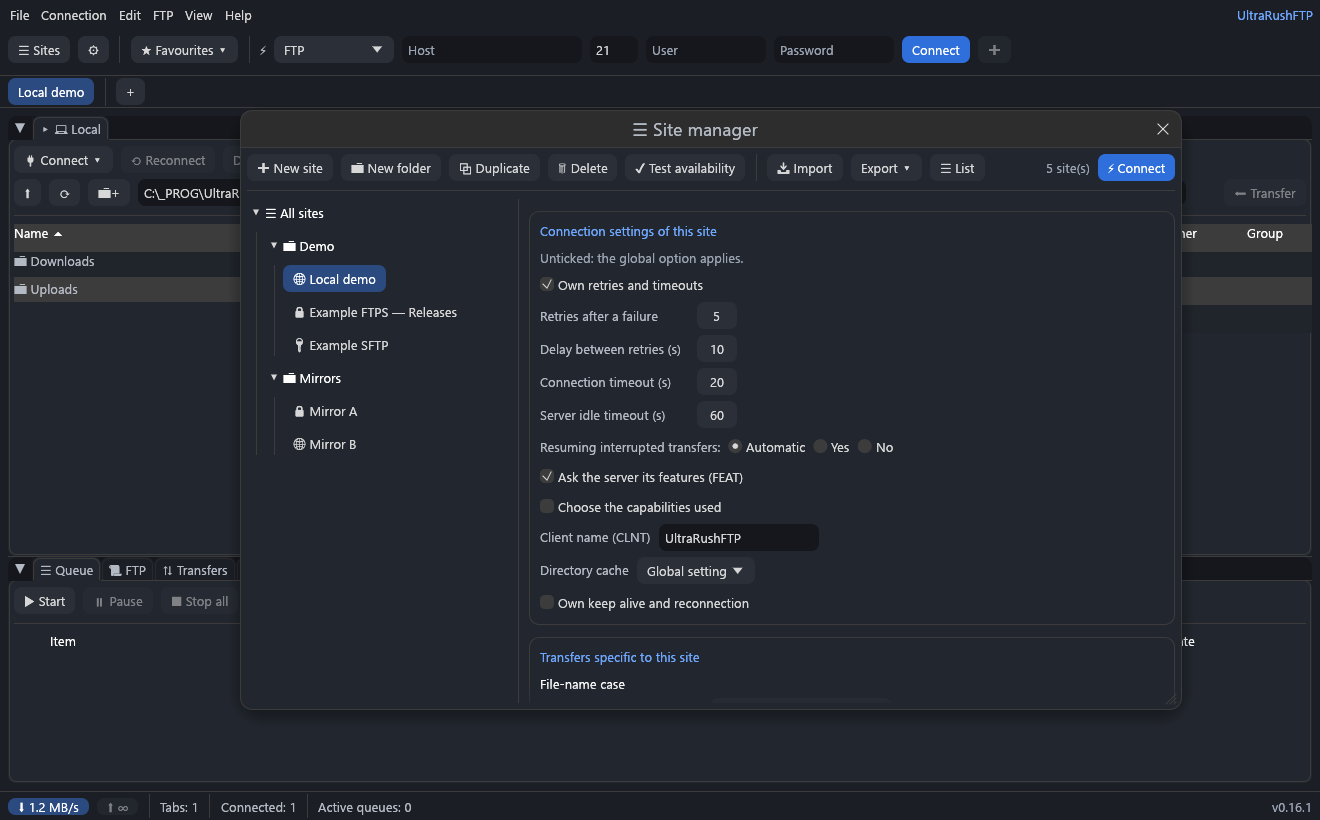 File Connection Edit FTP View Help UltraRushFTP
Sites Favourites FTP Host 21 User Password Connect +
Local demo +
Local
Connect Reconnect D
C:\_PROG\UltraR Transfer
Name ner Group
Downloads
Uploads
Site manager
New site New folder Duplicate Delete Test availability Import Export List 5 site(s) Connect
All sites
Demo
Local demo
Example FTPS — Releases
Example SFTP
Mirrors
Mirror A
Mirror B
Connection settings of this site
Unticked: the global option applies.
Own retries and timeouts
Retries after a failure 5
Delay between retries (s) 10
Connection timeout (s) 20
Server idle timeout (s) 60
Resuming interrupted transfers: Automatic Yes No
Ask the server its features (FEAT)
Choose the capabilities used
Client name (CLNT) UltraRushFTP
Directory cache Global setting
Own keep alive and reconnection
Transfers specific to this site
File-name case
Queue FTP Transfers
Start Pause Stop all
Item ate
1.2 MB/s ∞ Tabs: 1 Connected: 1 Active queues: 0 v0.16.1